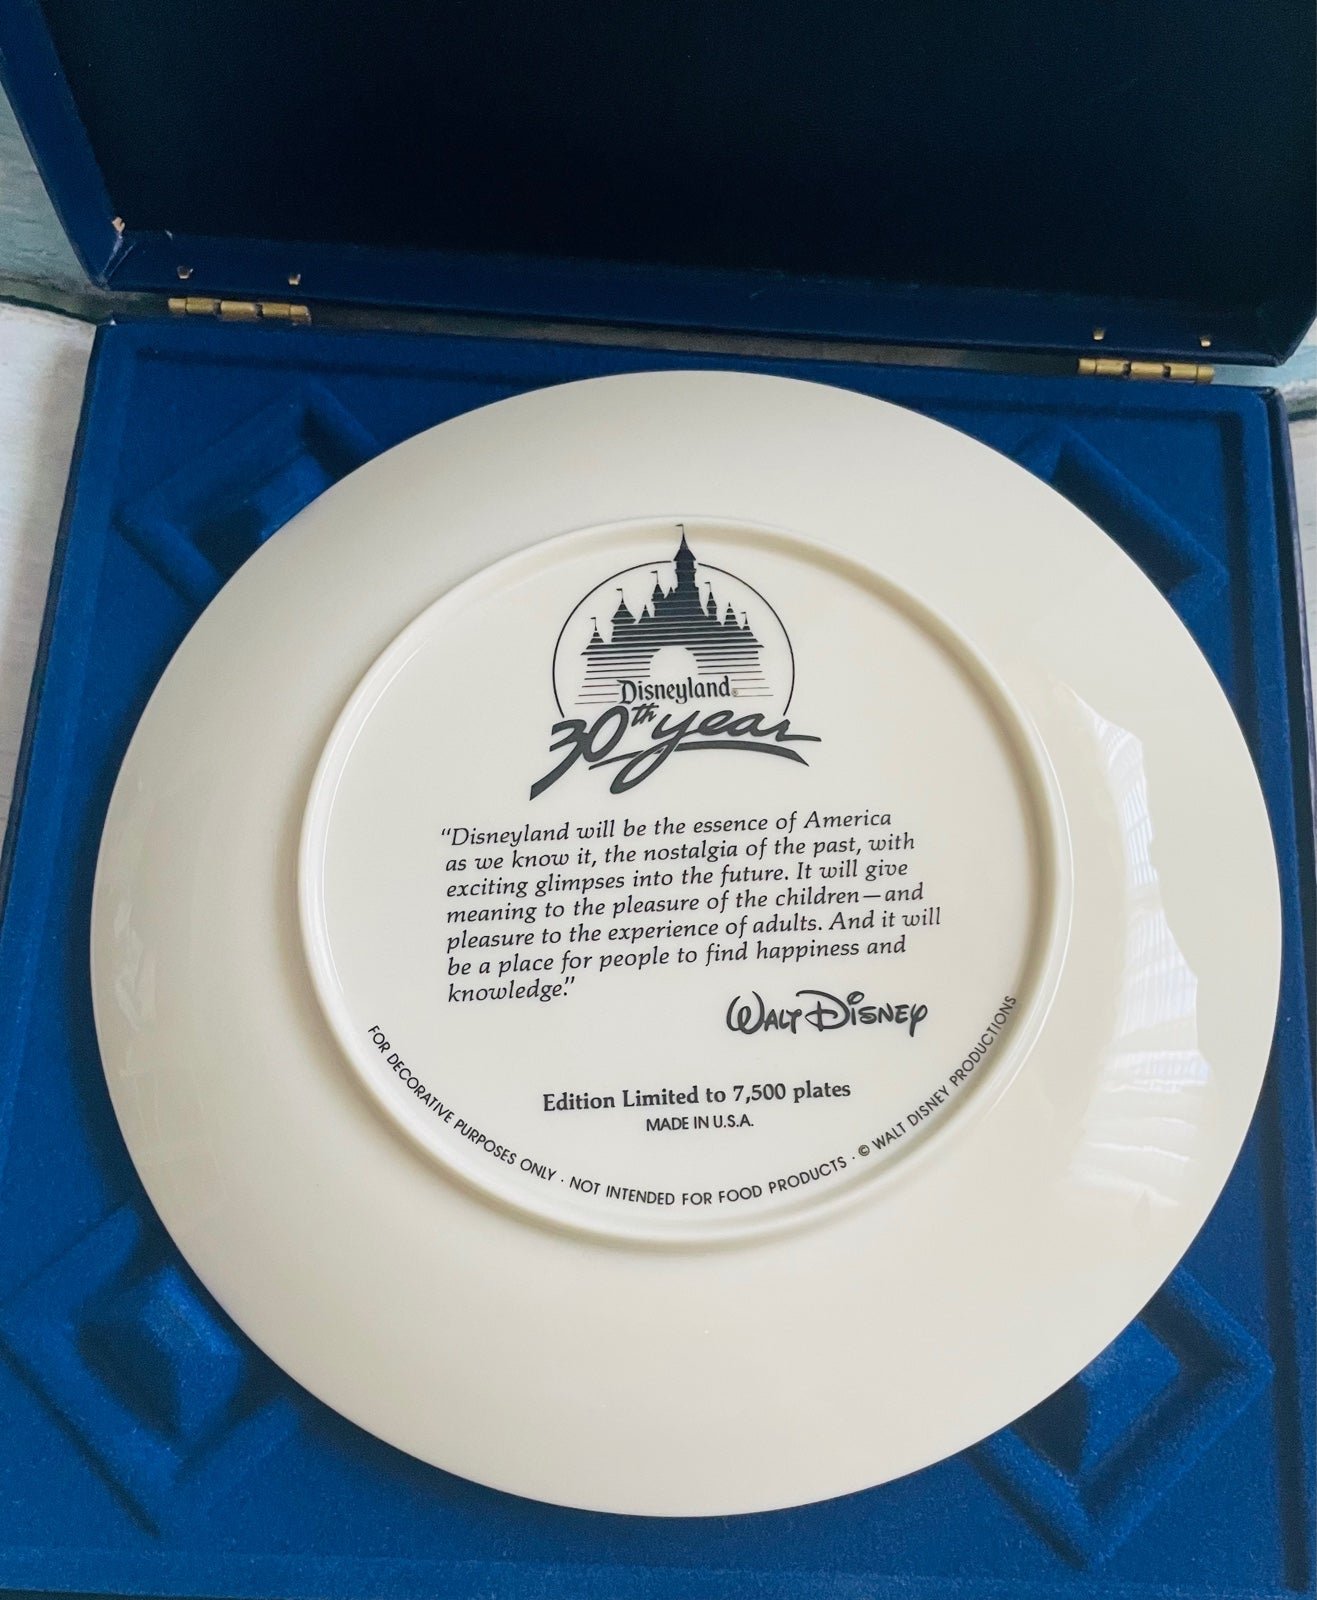 Disneyland®
30th year
“Disneyland will be the essence of America
as we know it, the nostalgia of the past, with
exciting glimpses into the future. It will give
meaning to the pleasure of the children—and
pleasure to the experience of adults. And it will
be a place for people to find happiness and
knowledge.”
WALT DISNEY
Edition Limited to 7,500 plates
MADE IN U.S.A.
FOR DECORATIVE PURPOSES ONLY · NOT INTENDED FOR FOOD PRODUCTS · © WALT DISNEY PRODUCTIONS